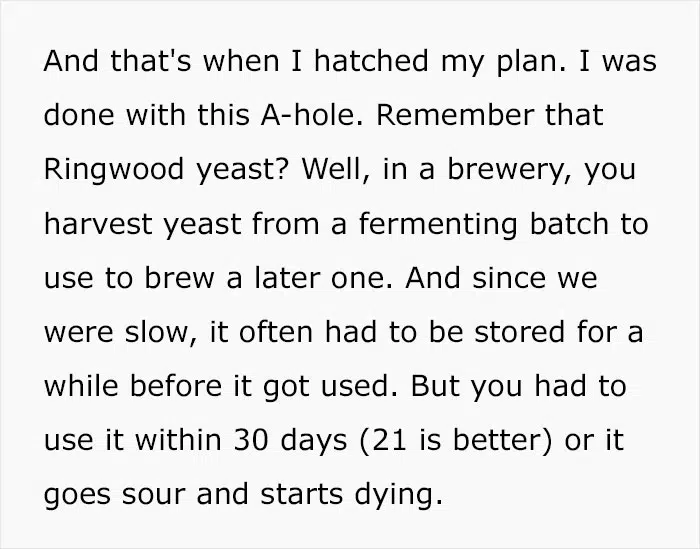 And that's when I hatched my plan. I was
done with this A-hole. Remember that
Ringwood yeast? Well, in a brewery, you
harvest yeast from a fermenting batch to
use to brew a later one. And since we
were slow, it often had to be stored for a
while before it got used. But you had to
use it within 30 days (21 is better) or it
goes sour and starts dying.